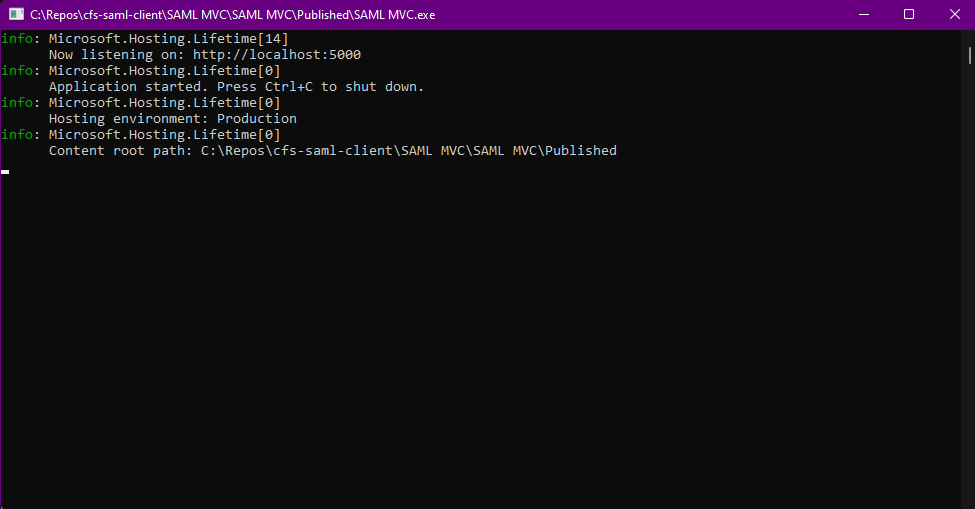 C:\Repos\cfs-saml-client\SAML MVC\SAML MVC\Published\SAML MVC.exe
info: Microsoft.Hosting.Lifetime[14]
Now listening on: http://localhost:5000
info: Microsoft.Hosting.Lifetime[0]
Application started. Press Ctrl+C to shut down.
info: Microsoft.Hosting.Lifetime[0]
Hosting environment: Production
info: Microsoft.Hosting.Lifetime[0]
Content root path: C:\Repos\cfs-saml-client\SAML MVC\SAML MVC\Published